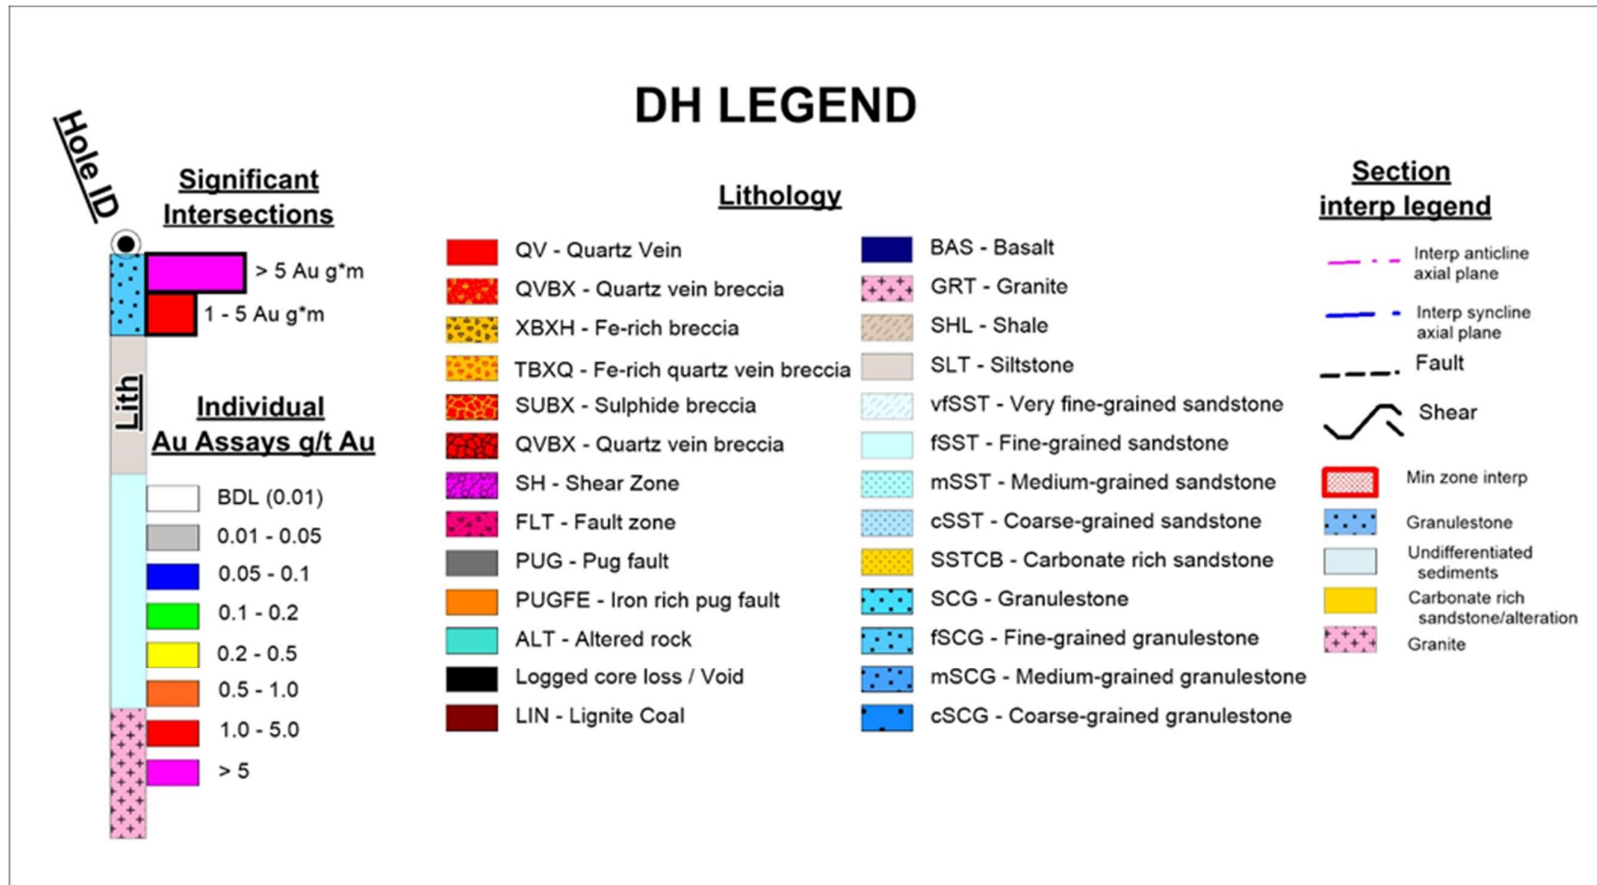 DH LEGEND
Hole ID
Significant
Intersections
> 5 Au g*m
1 - 5 Au g*m
Lith
Individual
Au Assays g/t Au
BDL (0.01)
0.01 - 0.05
0.05 - 0.1
0.1 - 0.2
0.2 - 0.5
0.5 - 1.0
1.0 - 5.0
> 5
Lithology
QV - Quartz Vein
QVBX - Quartz vein breccia
XBXH - Fe-rich breccia
TBXQ - Fe-rich quartz vein breccia
SUBX - Sulphide breccia
QVBX - Quartz vein breccia
SH - Shear Zone
FLT - Fault zone
PUG - Pug fault
PUGFE - Iron rich pug fault
ALT - Altered rock
Logged core loss / Void
LIN - Lignite Coal
BAS - Basalt
GRT - Granite
SHL - Shale
SLT - Siltstone
vfSST - Very fine-grained sandstone
fSST - Fine-grained sandstone
mSST - Medium-grained sandstone
cSST - Coarse-grained sandstone
SSTCB - Carbonate rich sandstone
SCG - Granulestone
fSCG - Fine-grained granulestone
mSCG - Medium-grained granulestone
cSCG - Coarse-grained granulestone
Section
interp legend
Interp anticline
axial plane
Interp syncline
axial plane
Fault
Shear
Min zone interp
Granulestone
Undifferentiated
sediments
Carbonate rich
sandstone/alteration
Granite